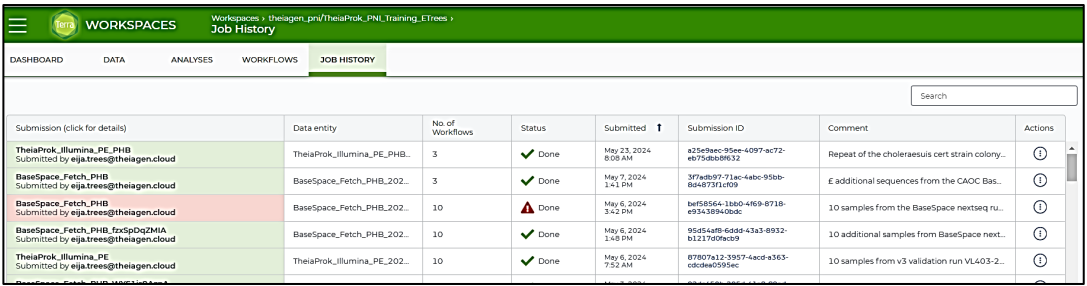 Terra
WORKSPACES
Workspaces › theiagen_pni/TheiaProk_PNI_Training_ETrees ›
Job History
DASHBOARD DATA ANALYSES WORKFLOWS JOB HISTORY
Search
Submission (click for details) Data entity No. of Workflows Status Submitted ↑ Submission ID Comment Actions
TheiaProk_Illumina_PE_PHB
Submitted by eija.trees@theiagen.cloud
TheiaProk_Illumina_PE_PHB...
3
Done
May 23, 2024
8:08 AM
a25e9aec-95ee-4097-ac72-
eb75dbb8f632
Repeat of the choleraesuis cert strain colony...
BaseSpace_Fetch_PHB
Submitted by eija.trees@theiagen.cloud
BaseSpace_Fetch_PHB_202...
3
Done
May 7, 2024
1:41 PM
3f7adb97-71ac-4abc-95bb-
8d4873f1cf09
£ additional sequences from the CAOC Bas...
BaseSpace_Fetch_PHB
Submitted by eija.trees@theiagen.cloud
BaseSpace_Fetch_PHB_202...
10
Done
May 6, 2024
3:42 PM
bef58564-1bb0-4f69-8718-
e93438940bdc
10 samples from the BaseSpace nextseq ru...
BaseSpace_Fetch_PHB_fzxSpDqZMIA
Submitted by eija.trees@theiagen.cloud
BaseSpace_Fetch_PHB_202...
10
Done
May 6, 2024
1:48 PM
95d54af8-6ddd-43a3-8932-
b1217d0facb9
10 additional samples from BaseSpace next...
TheiaProk_Illumina_PE
Submitted by eija.trees@theiagen.cloud
TheiaProk_Illumina_PE_202...
10
Done
May 6, 2024
7:52 AM
87807a12-3957-4acd-a363-
cdcdea0595ec
10 samples from v3 validation run VL403-2...